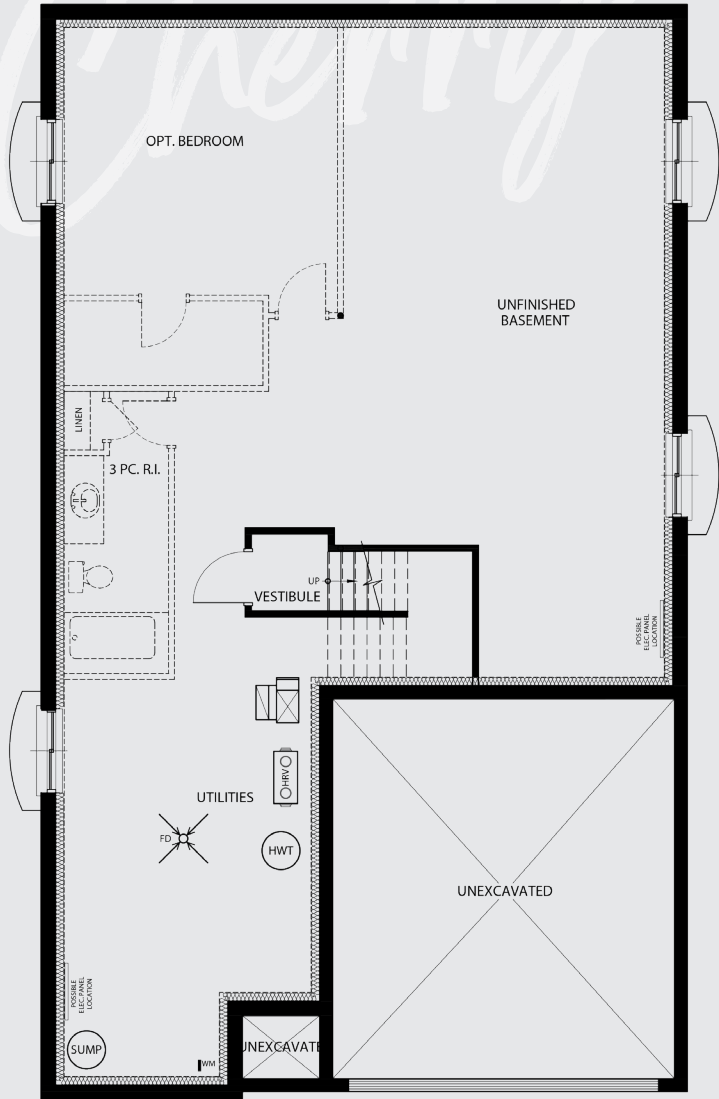 Cherry
OPT. BEDROOM
UNFINISHED
BASEMENT
LINEN
3 PC. R.I.
UP
VESTIBULE
POSSIBLE
ELEC. PANEL
LOCATION
HRV
UTILITIES
FD
HWT
UNEXCAVATED
POSSIBLE
ELEC. PANEL
LOCATION
SUMP
WM
UNEXCAVATE